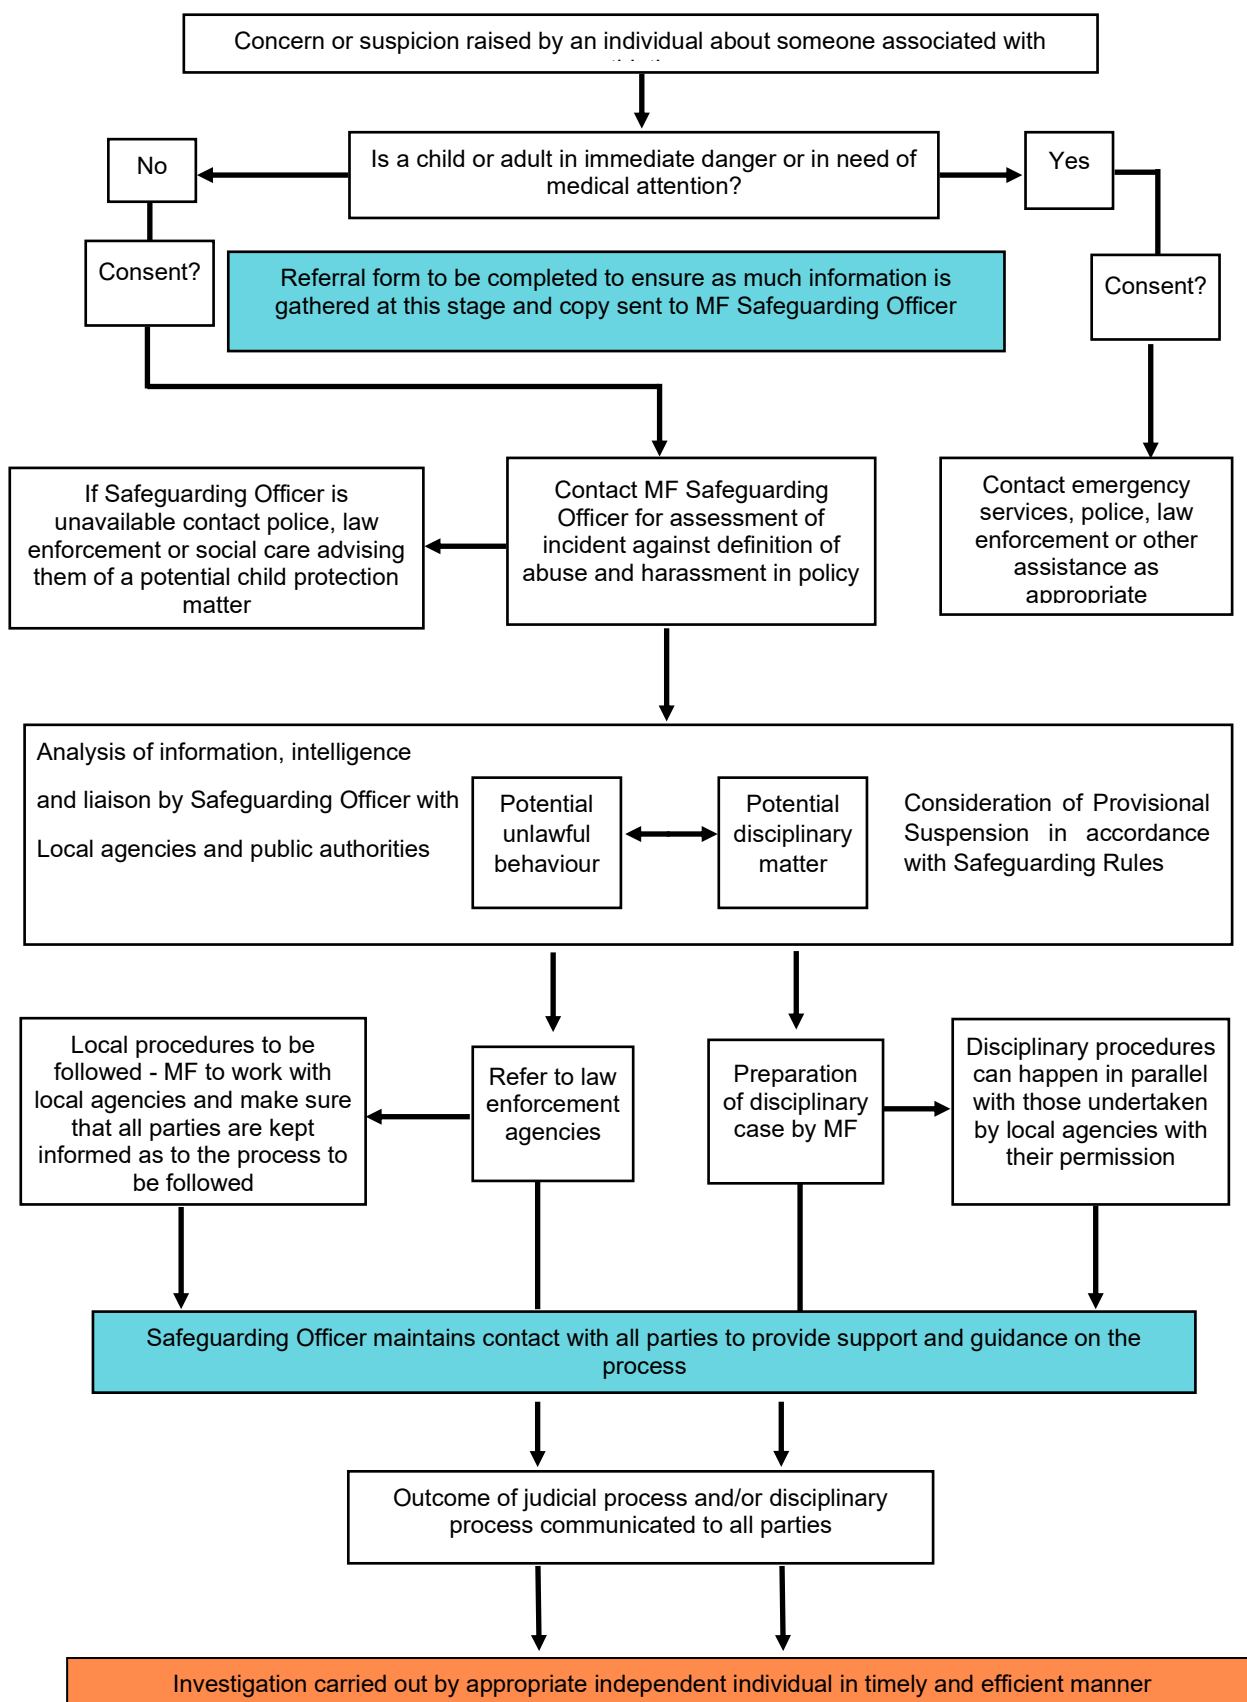 Concern or suspicion raised by an individual about someone associated with
No
Is a child or adult in immediate danger or in need of
medical attention?
Yes
Consent?
Referral form to be completed to ensure as much information is
gathered at this stage and copy sent to MF Safeguarding Officer
Consent?
If Safeguarding Officer is
unavailable contact police, law
enforcement or social care advising
them of a potential child protection
matter
Contact MF Safeguarding
Officer for assessment of
incident against definition of
abuse and harassment in policy
Contact emergency
services, police, law
enforcement or other
assistance as
appropriate
Analysis of information, intelligence
and liaison by Safeguarding Officer with
Local agencies and public authorities
Potential
unlawful
behaviour
Potential
disciplinary
matter
Consideration of Provisional
Suspension in accordance
with Safeguarding Rules
Local procedures to be
followed - MF to work with
local agencies and make sure
that all parties are kept
informed as to the process to
be followed
Refer to law
enforcement
agencies
Preparation
of disciplinary
case by MF
Disciplinary procedures
can happen in parallel
with those undertaken
by local agencies with
their permission
Safeguarding Officer maintains contact with all parties to provide support and guidance on the
process
Outcome of judicial process and/or disciplinary
process communicated to all parties
Investigation carried out by appropriate independent individual in timely and efficient manner